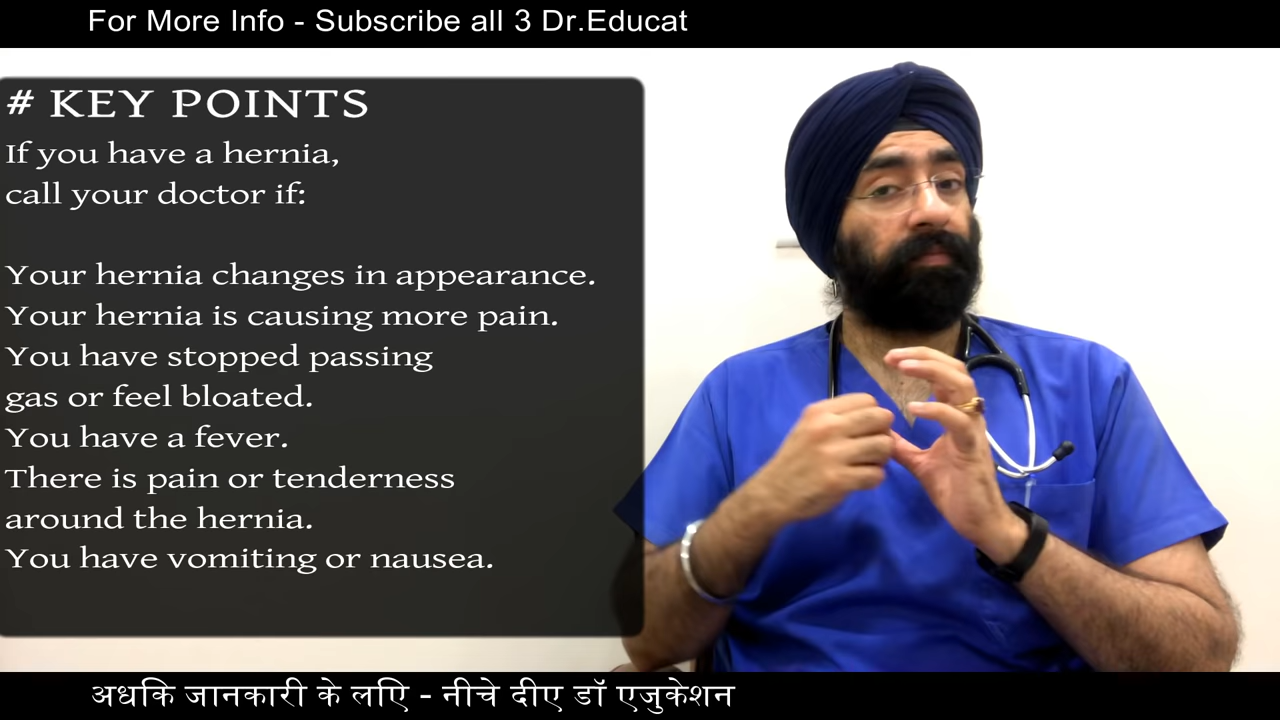 For More Info - Subscribe all 3 Dr.Educat
# KEY POINTS
If you have a hernia,
call your doctor if:
Your hernia changes in appearance.
Your hernia is causing more pain.
You have stopped passing
gas or feel bloated.
You have a fever.
There is pain or tenderness
around the hernia.
You have vomiting or nausea.
अधकि जानकारी के लएि - नीचे दीए डॉ एजुकेशन